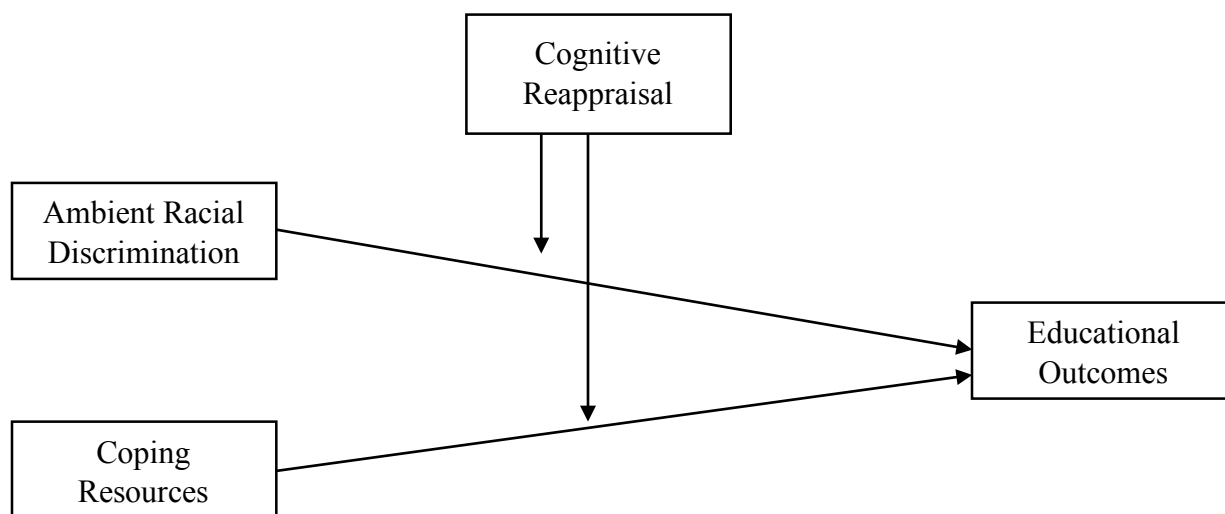 Cognitive
Reappraisal
Ambient Racial
Discrimination
Educational
Outcomes
Coping
Resources